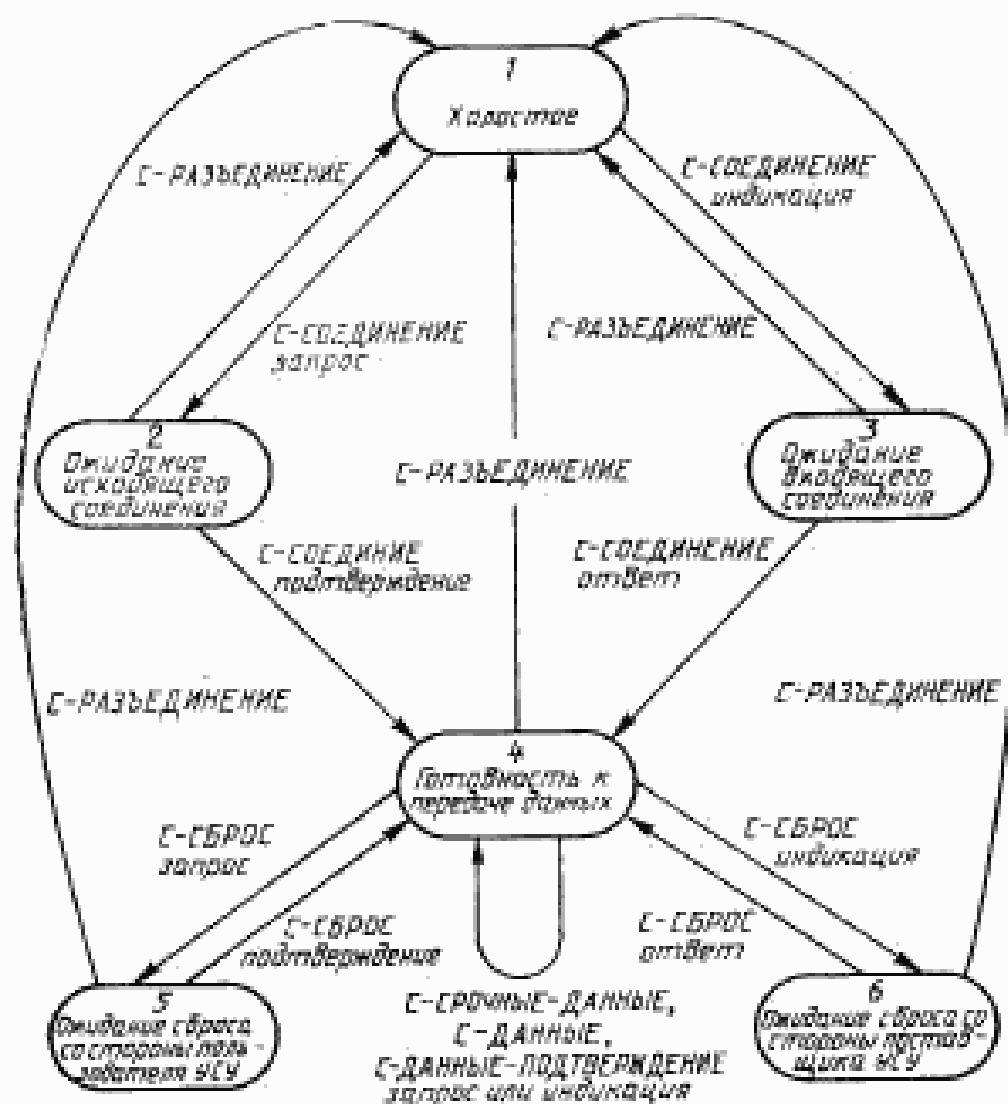 1
Холостое
С-РАЗЪЕДИНЕНИЕ
С-СОЕДИНЕНИЕ
индикация
С-СОЕДИНЕНИЕ
запрос
С-РАЗЪЕДИНЕНИЕ
2
Ожидание
исходящего
соединения
3
Ожидание
входящего
соединения
С-РАЗЪЕДИНЕНИЕ
С-СОЕДИНИЕ
подтверждение
С-СОЕДИНЕНИЕ
ответ
С-РАЗЪЕДИНЕНИЕ
С-РАЗЪЕДИНЕНИЕ
4
Готовность к
передаче данных
С-СБРОС
запрос
С-СБРОС
индикация
С-СБРОС
подтверждение
С-СБРОС
ответ
5
Ожидание сброса
со стороны поль-
зователя УСУ
6
Ожидание сброса со
стороны постав-
щика УСУ
С-СРОЧНЫЕ-ДАННЫЕ,
С-ДАННЫЕ,
С-ДАННЫЕ-ПОДТВЕРЖДЕНИЕ
запрос или индикация